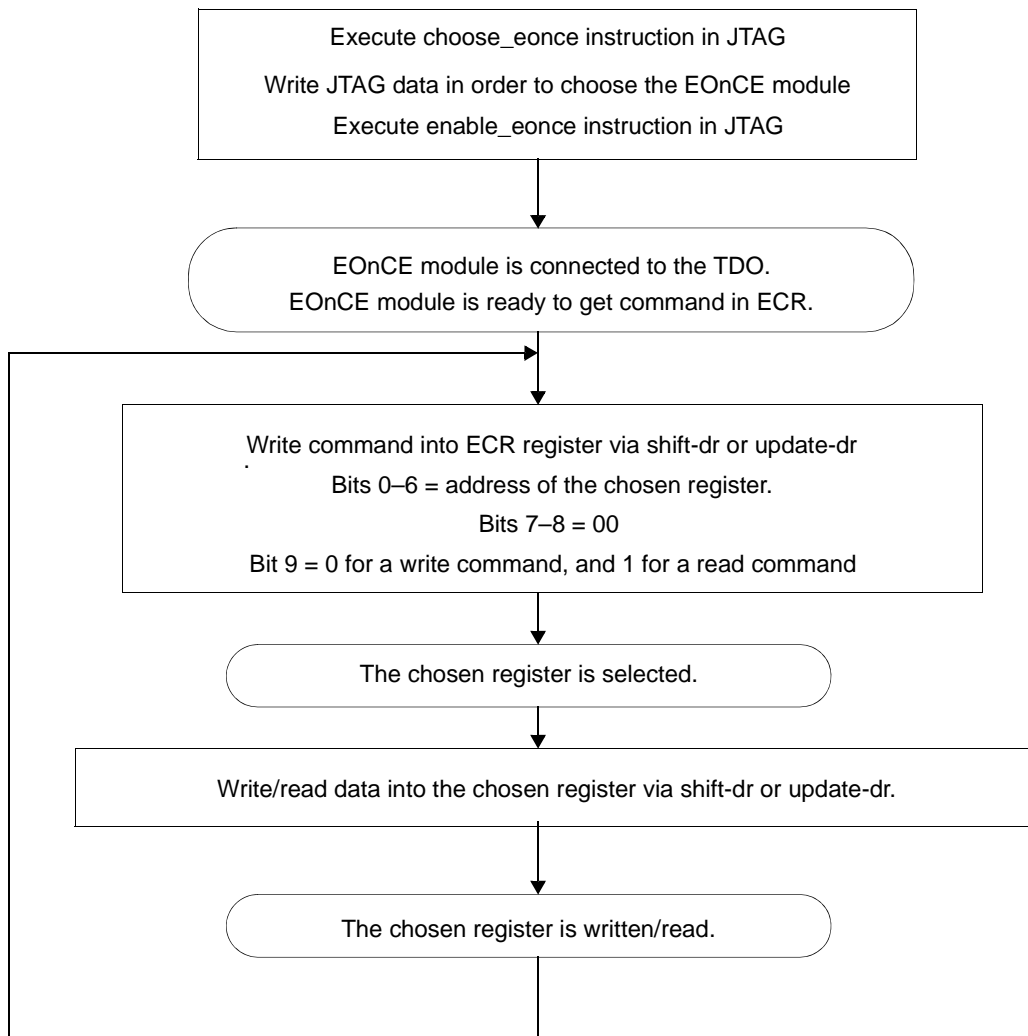 Execute choose_eonce instruction in JTAG
Write JTAG data in order to choose the EOnCE module
Execute enable_eonce instruction in JTAG
EOnCE module is connected to the TDO.
EOnCE module is ready to get command in ECR.
Write command into ECR register via shift-dr or update-dr
.
Bits 0–6 = address of the chosen register.
Bits 7–8 = 00
Bit 9 = 0 for a write command, and 1 for a read command
The chosen register is selected.
Write/read data into the chosen register via shift-dr or update-dr.
The chosen register is written/read.